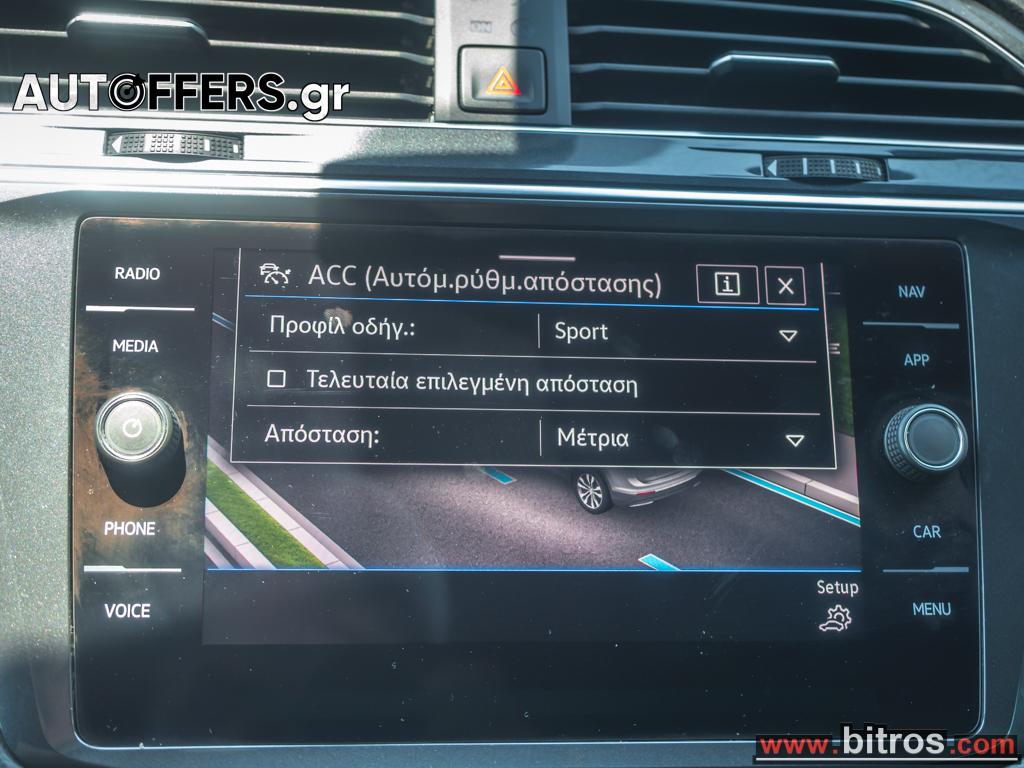 AUTOFFERS.gr
RADIO
MEDIA
PHONE
VOICE
ACC (Αυτόμ.ρύθμ.απόστασης)
Προφίλ οδήγ.: Sport
Τελευταία επιλεγμένη απόσταση
Απόσταση: Μέτρια
Setup
NAV
APP
CAR
MENU
www.bitros.com